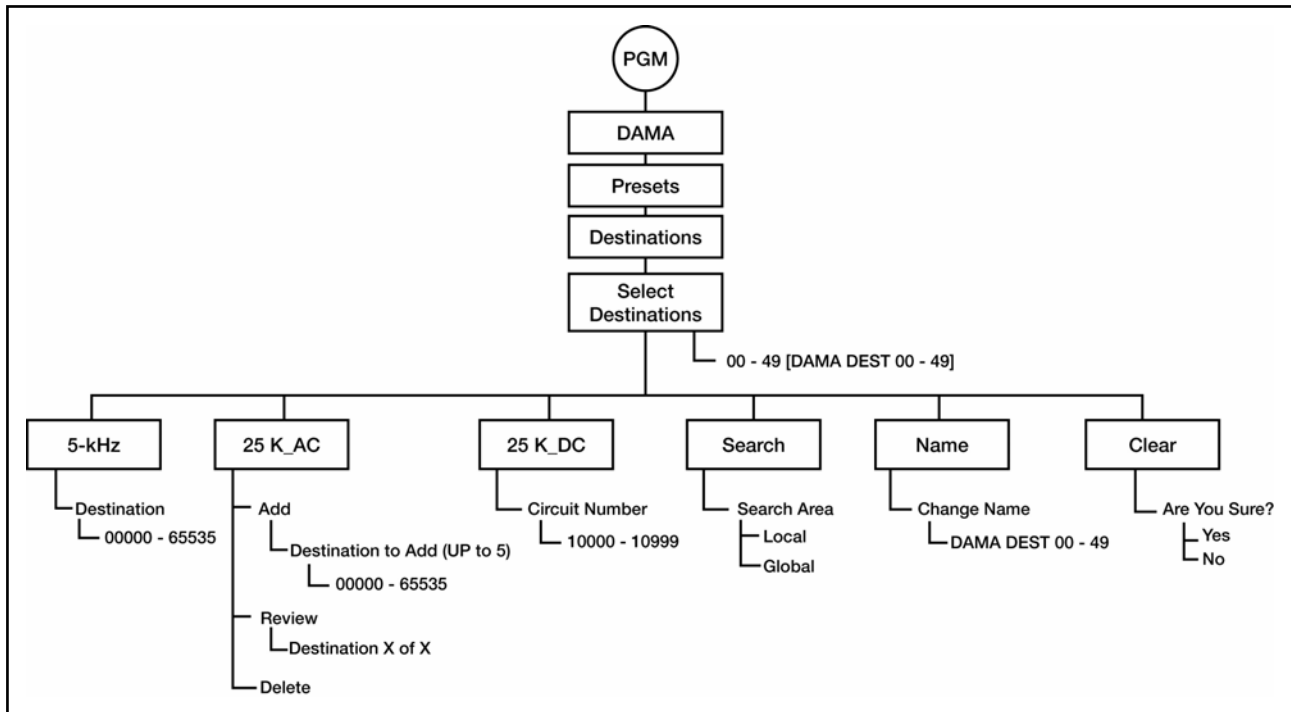 PGM
DAMA
Presets
Destinations
Select
Destinations
00 - 49 [DAMA DEST 00 - 49]
5-kHz
Destination
00000 - 65535
25 K_AC
Add
Destination to Add (UP to 5)
00000 - 65535
Review
Destination X of X
Delete
25 K_DC
Circuit Number
10000 - 10999
Search
Search Area
Local
Global
Name
Change Name
DAMA DEST 00 - 49
Clear
Are You Sure?
Yes
No